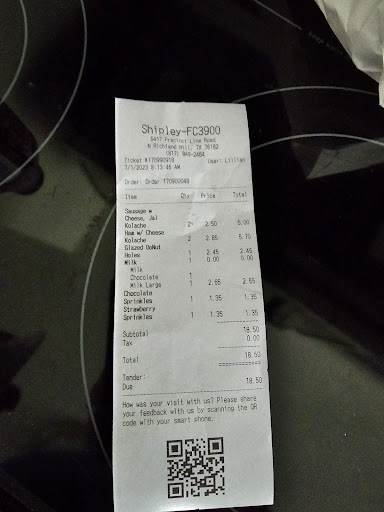 Shipley-FC3900
6417 Precinct Line Road
N Richland Hill, TX 76182
(817) 849-2464
Ticket #170990918 User: Lillian
7/1/2023 8:13:45 AM
Order: Order 170900048
Item Qty Price Total
Sausage w
Cheese, Jal
Kolache 2 2.50 5.00
Ham w/ Cheese
Kolache 2 2.85 5.70
Glazed DoNut
Holes 1 2.45 2.45
Milk 1 0.00 0.00
Milk
Chocolate 1
Milk Large 1 2.65 2.65
Chocolate
Sprinkles 1 1.35 1.35
Strawberry
Sprinkles 1 1.35 1.35
Subtotal 18.50
Tax 0.00
Total 18.50
Tender:
Due 18.50
How was your visit with us? Please share
your feedback with us by scanning the QR
code with your smart phone.